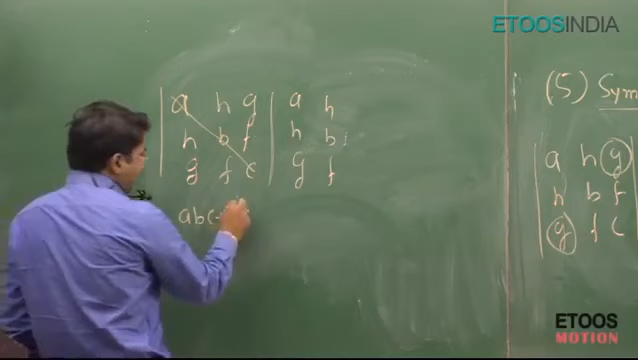 ETOOSINDIA
a h g a h
h b f h b
g f c g f
abc+
(5) Sym
a h g
h b f
g f c
ETOOS
MOTION